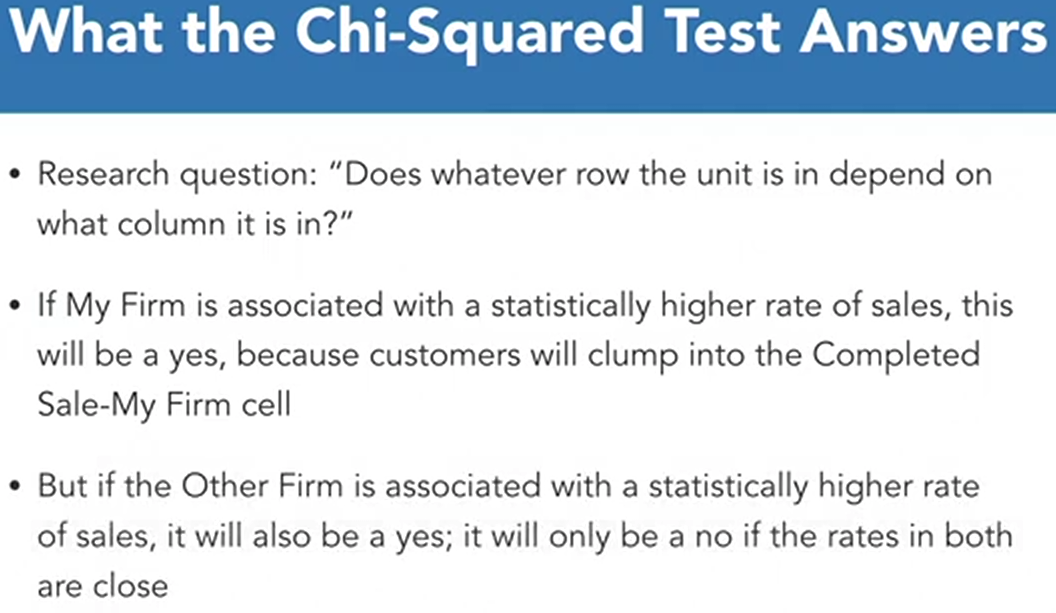 What the Chi-Squared Test Answers
• Research question: “Does whatever row the unit is in depend on
what column it is in?”
• If My Firm is associated with a statistically higher rate of sales, this
will be a yes, because customers will clump into the Completed
Sale-My Firm cell
• But if the Other Firm is associated with a statistically higher rate
of sales, it will also be a yes; it will only be a no if the rates in both
are close